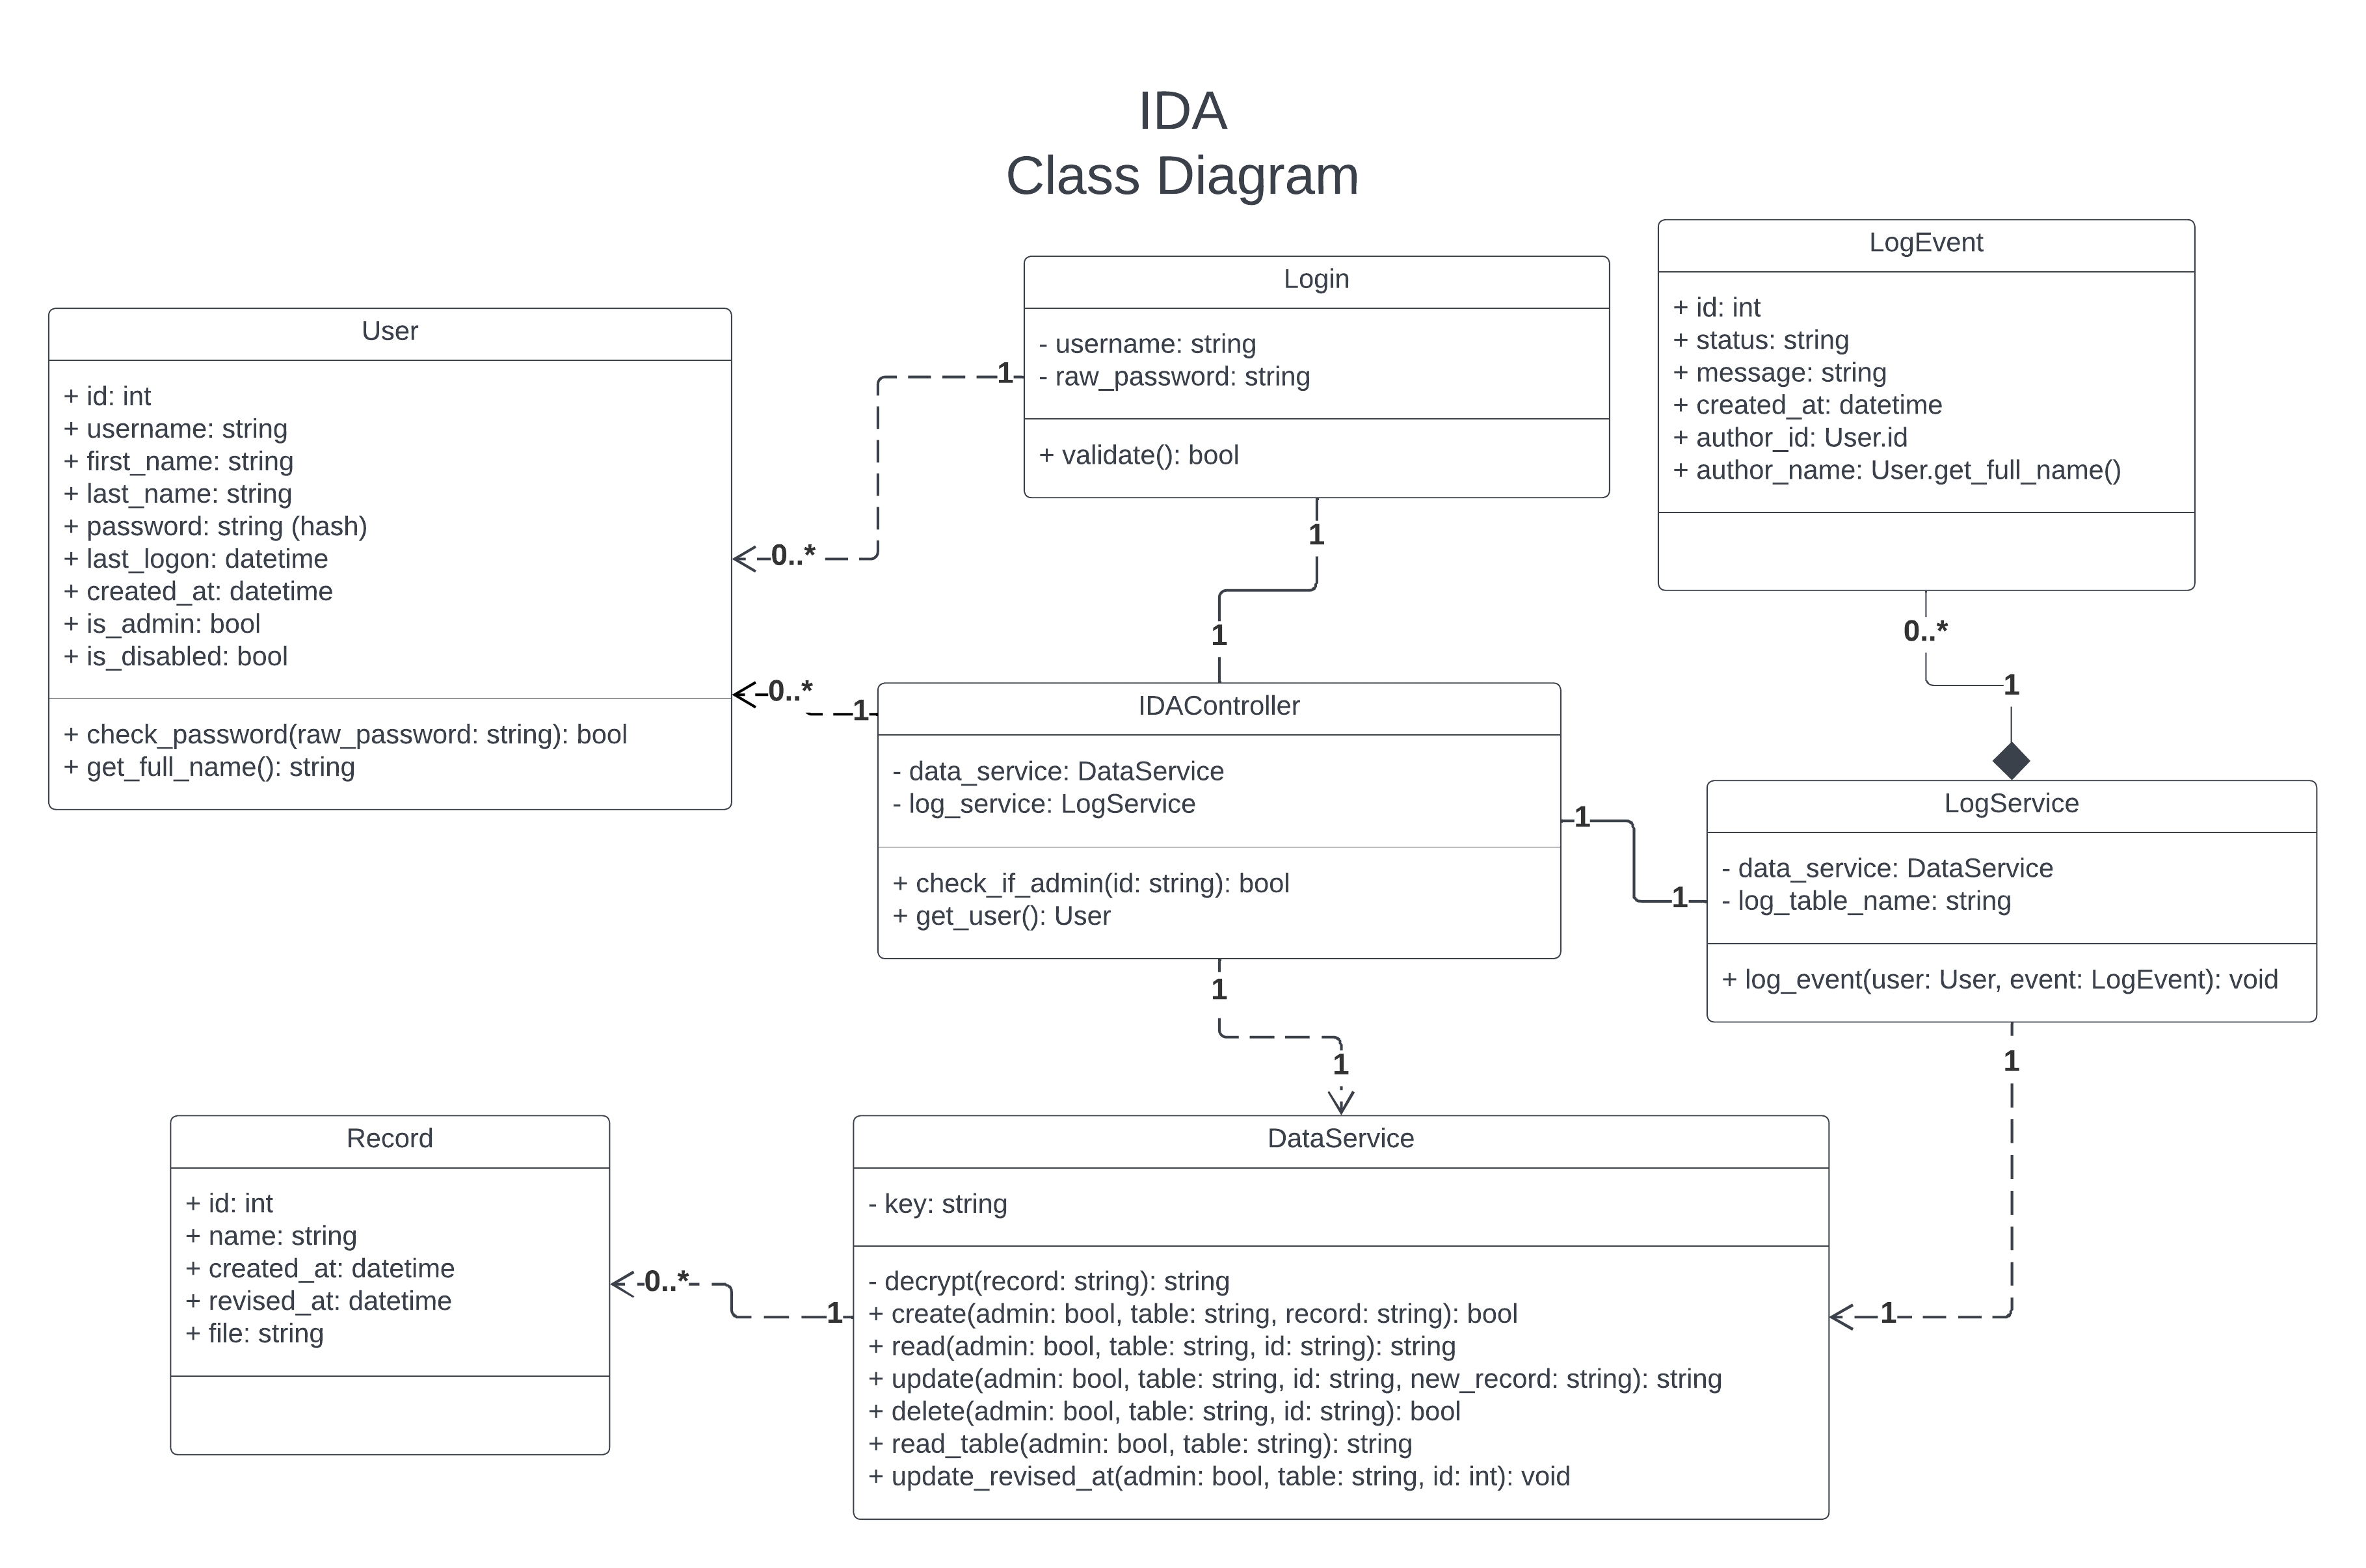 IDA
Class Diagram
User
+ id: int
+ username: string
+ first_name: string
+ last_name: string
+ password: string (hash)
+ last_logon: datetime
+ created_at: datetime
+ is_admin: bool
+ is_disabled: bool
+ check_password(raw_password: string): bool
+ get_full_name(): string
Login
- username: string
- raw_password: string
+ validate(): bool
LogEvent
+ id: int
+ status: string
+ message: string
+ created_at: datetime
+ author_id: User.id
+ author_name: User.get_full_name()
1
0..*
1
1
0..*
1
0..*
1
IDAController
- data_service: DataService
- log_service: LogService
+ check_if_admin(id: string): bool
+ get_user(): User
1
1
LogService
- data_service: DataService
- log_table_name: string
+ log_event(user: User, event: LogEvent): void
1
1
1
1
Record
+ id: int
+ name: string
+ created_at: datetime
+ revised_at: datetime
+ file: string
0..*
1
DataService
- key: string
- decrypt(record: string): string
+ create(admin: bool, table: string, record: string): bool
+ read(admin: bool, table: string, id: string): string
+ update(admin: bool, table: string, id: string, new_record: string): string
+ delete(admin: bool, table: string, id: string): bool
+ read_table(admin: bool, table: string): string
+ update_revised_at(admin: bool, table: string, id: int): void